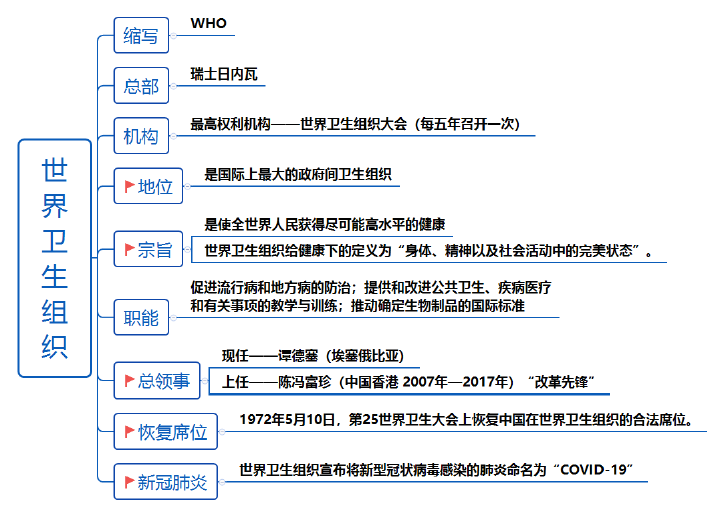 世界卫生组织
缩写
WHO
总部
瑞士日内瓦
机构
最高权利机构——世界卫生组织大会（每五年召开一次）
地位
是国际上最大的政府间卫生组织
宗旨
是使全世界人民获得尽可能高水平的健康
世界卫生组织给健康下的定义为“身体、精神以及社会活动中的完美状态”。
职能
促进流行病和地方病的防治；提供和改进公共卫生、疾病医疗
和有关事项的教学与训练；推动确定生物制品的国际标准
总领事
现任——谭德塞（埃塞俄比亚）
上任——陈冯富珍（中国香港 2007年—2017年）“改革先锋”
恢复席位
1972年5月10日，第25世界卫生大会上恢复中国在世界卫生组织的合法席位。
新冠肺炎
世界卫生组织宣布将新型冠状病毒感染的肺炎命名为“COVID-19”